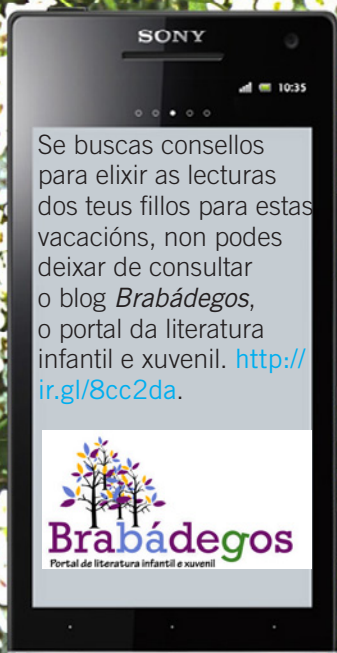 SONY
10:35
Se buscas consellos
para elixir as lecturas
dos teus fillos para estas
vacacións, non podes
deixar de consultar
o blog Brabádegos,
o portal da literatura
infantil e xuvenil. http://
ir.gl/8cc2da.
Brabádegos
Portal de literatura infantil e xuvenil